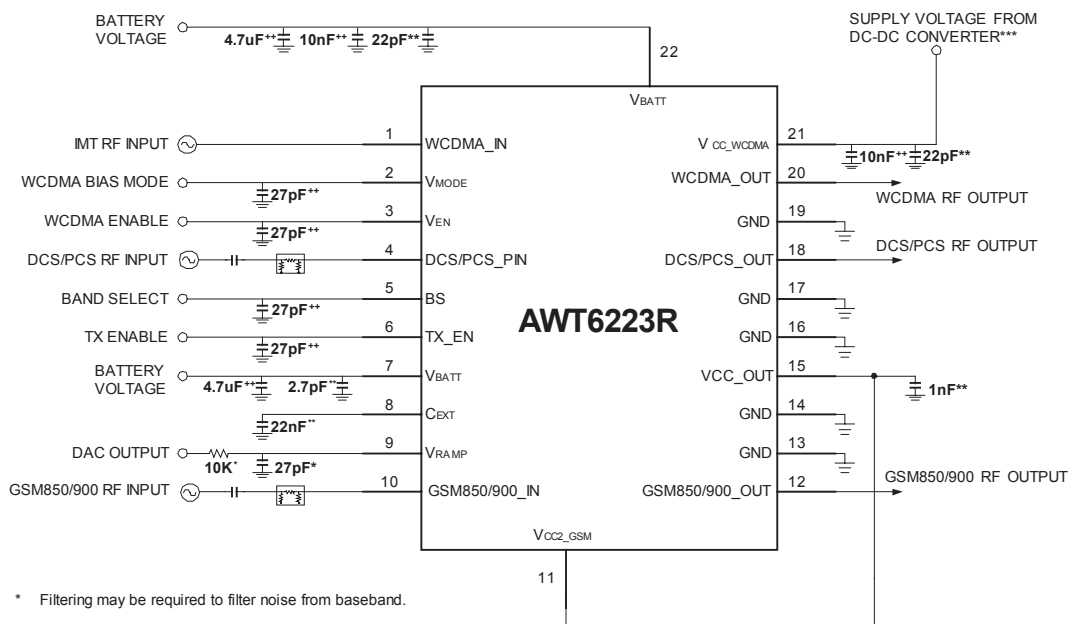 BATTERY
VOLTAGE
4.7uF++ 10nF++ 22pF**
22
SUPPLY VOLTAGE FROM
DC-DC CONVERTER***
VBATT
IMT RF INPUT 1 WCDMA_IN
VCC_WCDMA 21
10nF++ 22pF**
WCDMA BIAS MODE 2 VMODE
27pF++
WCDMA_OUT 20
WCDMA RF OUTPUT
WCDMA ENABLE 3 VEN
27pF++
GND 19
DCS/PCS RF INPUT 4 DCS/PCS_PIN
DCS/PCS_OUT 18 DCS/PCS RF OUTPUT
BAND SELECT 5 BS
27pF++
GND 17
AWT6223R
TX ENABLE 6 TX_EN
27pF++
GND 16
BATTERY
VOLTAGE
7 VBATT
4.7uF++ 2.7pF**
VCC_OUT 15
1nF**
8 CEXT
22nF**
GND 14
DAC OUTPUT 9 VRAMP
10K* 27pF*
GND 13
GSM850/900 RF INPUT 10 GSM850/900_IN
GSM850/900_OUT 12 GSM850/900 RF OUTPUT
VCC2_GSM
11
* Filtering may be required to filter noise from baseband.